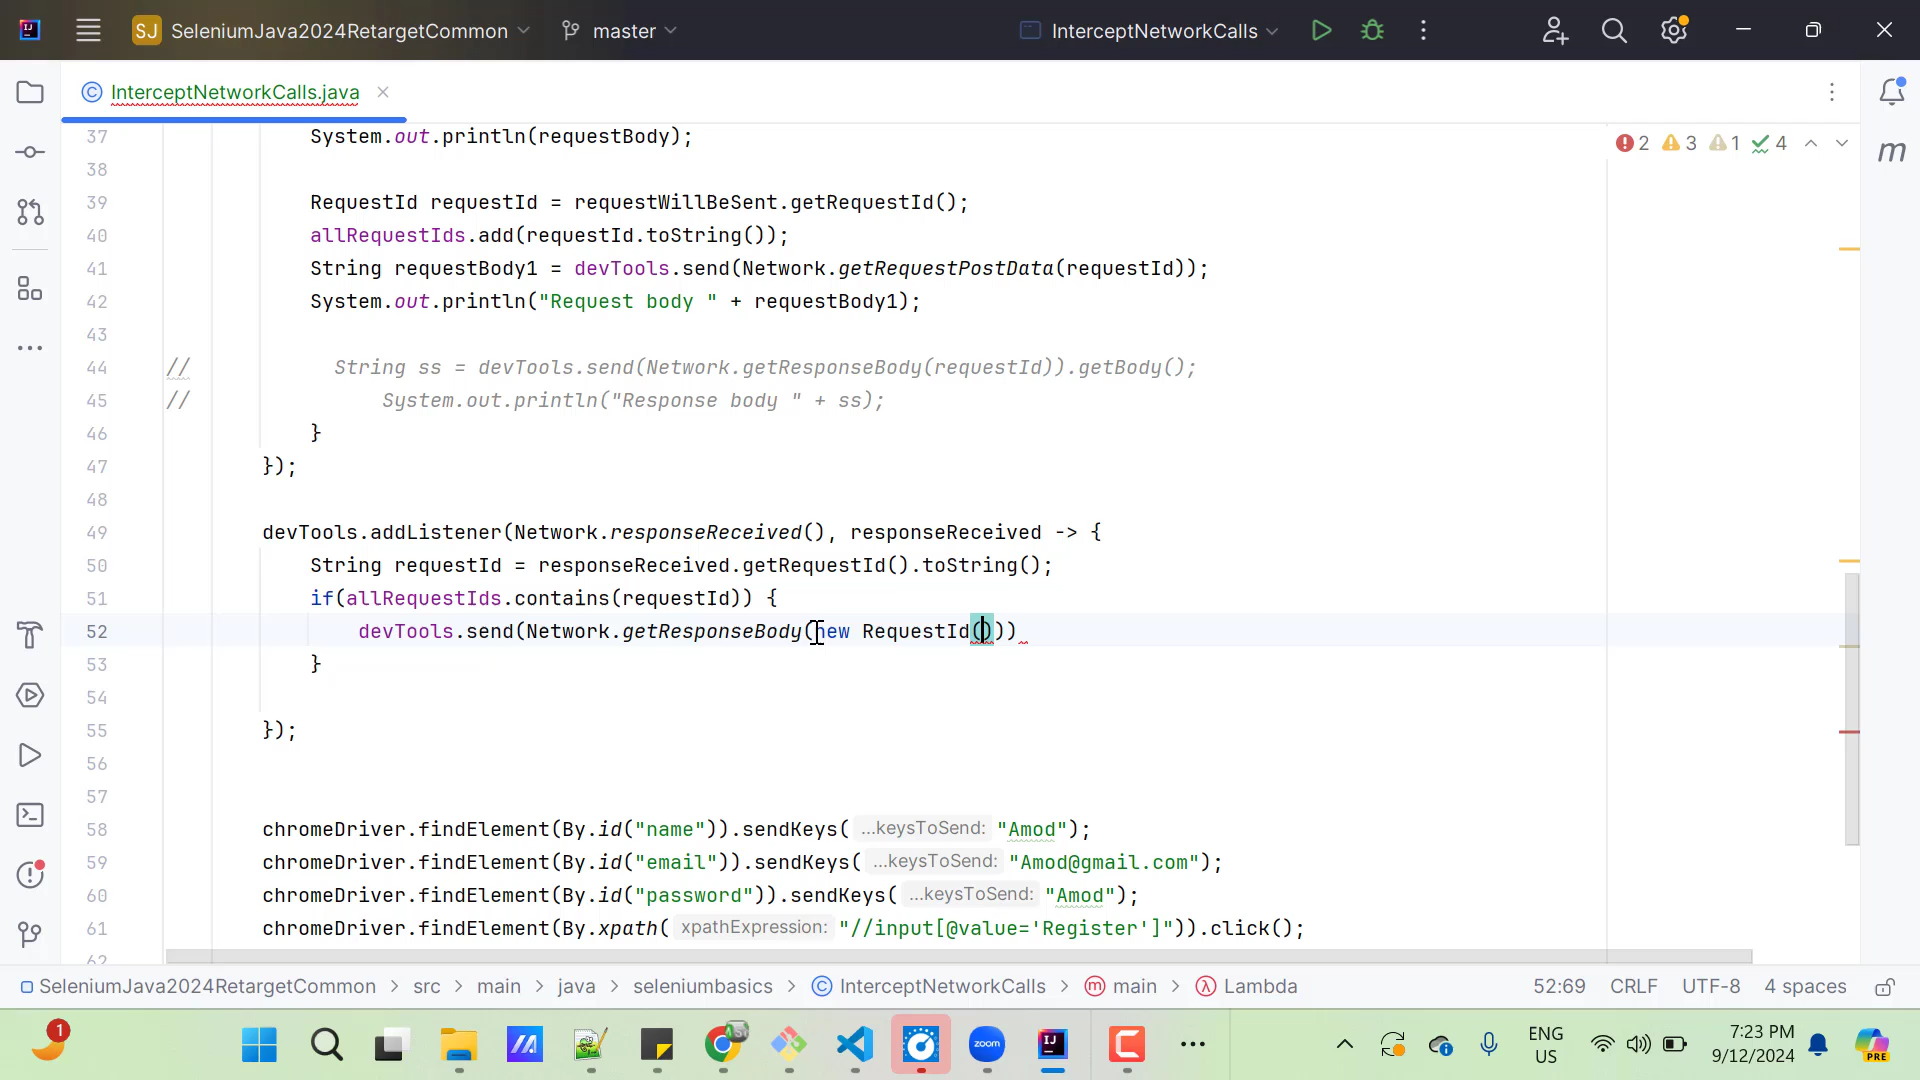 SJ SeleniumJava2024RetargetCommon master InterceptNetworkCalls
InterceptNetworkCalls.java
2 3 1 4
37 System.out.println(requestBody);
38
39 RequestId requestId = requestWillBeSent.getRequestId();
40 allRequestIds.add(requestId.toString());
41 String requestBody1 = devTools.send(Network.getRequestPostData(requestId));
42 System.out.println("Request body " + requestBody1);
43
44 // String ss = devTools.send(Network.getResponseBody(requestId)).getBody();
45 // System.out.println("Response body " + ss);
46 }
47 });
48
49 devTools.addListener(Network.responseReceived(), responseReceived -> {
50 String requestId = responseReceived.getRequestId().toString();
51 if(allRequestIds.contains(requestId)) {
52 devTools.send(Network.getResponseBody(new RequestId()))
53 }
54
55 });
56
57
58 chromeDriver.findElement(By.id("name")).sendKeys( ...keysToSend: "Amod");
59 chromeDriver.findElement(By.id("email")).sendKeys( ...keysToSend: "Amod@gmail.com");
60 chromeDriver.findElement(By.id("password")).sendKeys( ...keysToSend: "Amod");
61 chromeDriver.findElement(By.xpath( xpathExpression: "//input[@value='Register']")).click();
62
SeleniumJava2024RetargetCommon > src > main > java > seleniumbasics > InterceptNetworkCalls > main > Lambda 52:69 CRLF UTF-8 4 spaces
1 zoom ENG US 7:23 PM 9/12/2024 PRE